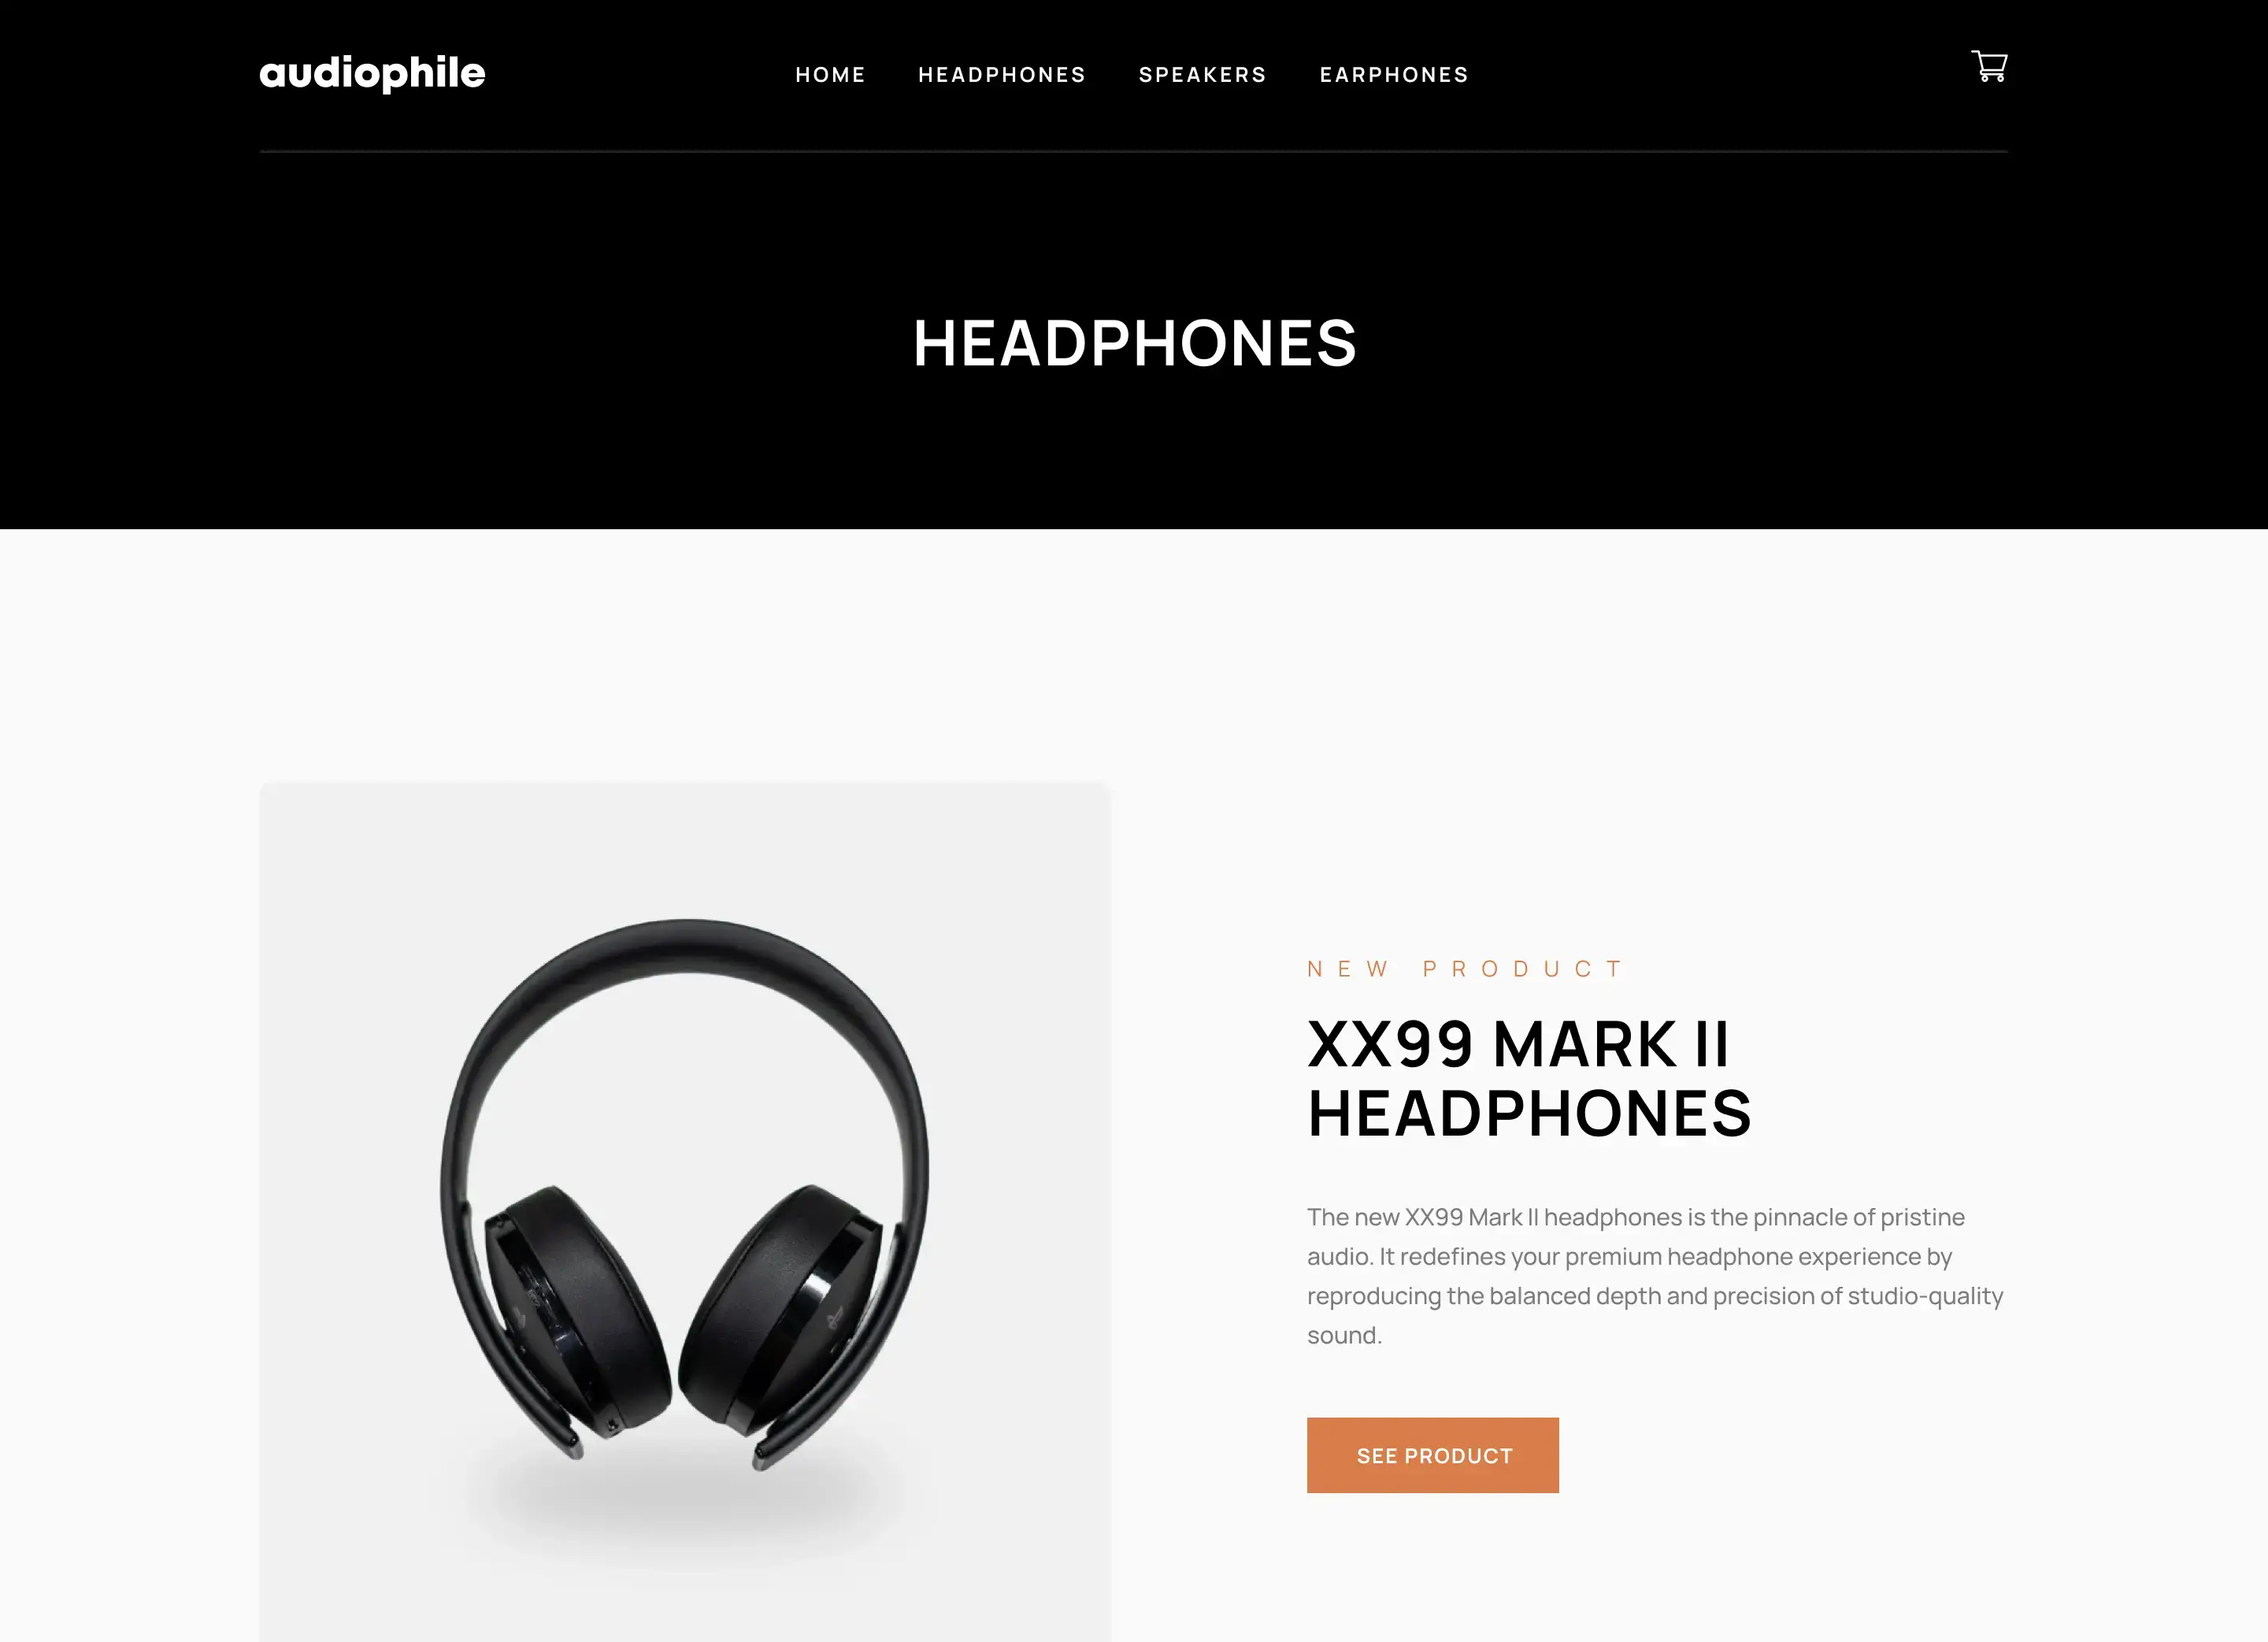 audiophile
HOME HEADPHONES SPEAKERS EARPHONES
HEADPHONES
NEW PRODUCT
XX99 MARK II
HEADPHONES
The new XX99 Mark II headphones is the pinnacle of pristine
audio. It redefines your premium headphone experience by
reproducing the balanced depth and precision of studio-quality
sound.
SEE PRODUCT